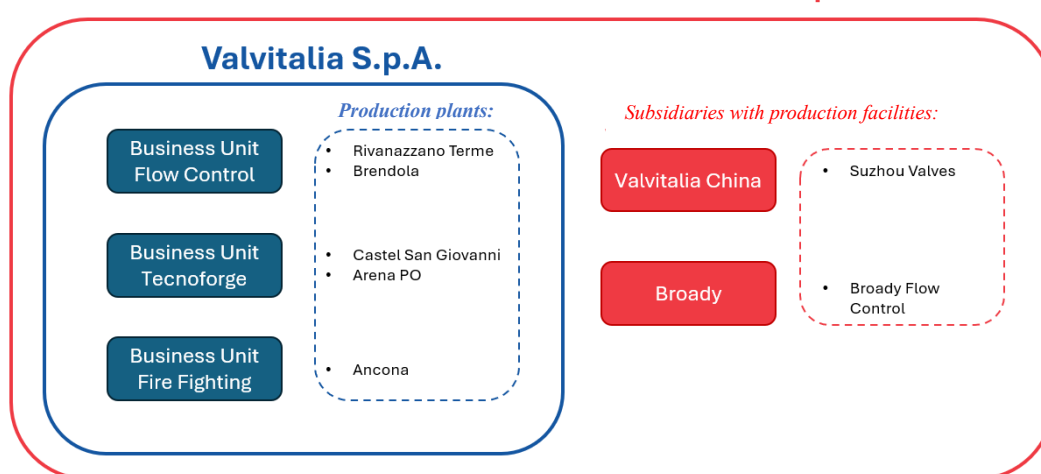 Valvitalia S.p.A.
Production plants:
Business Unit
Flow Control
• Rivanazzano Terme
• Brendola
Business Unit
Tecnoforge
• Castel San Giovanni
• Arena PO
Business Unit
Fire Fighting
• Ancona
Subsidiaries with production facilities:
Valvitalia China
• Suzhou Valves
Broady
• Broady Flow
Control